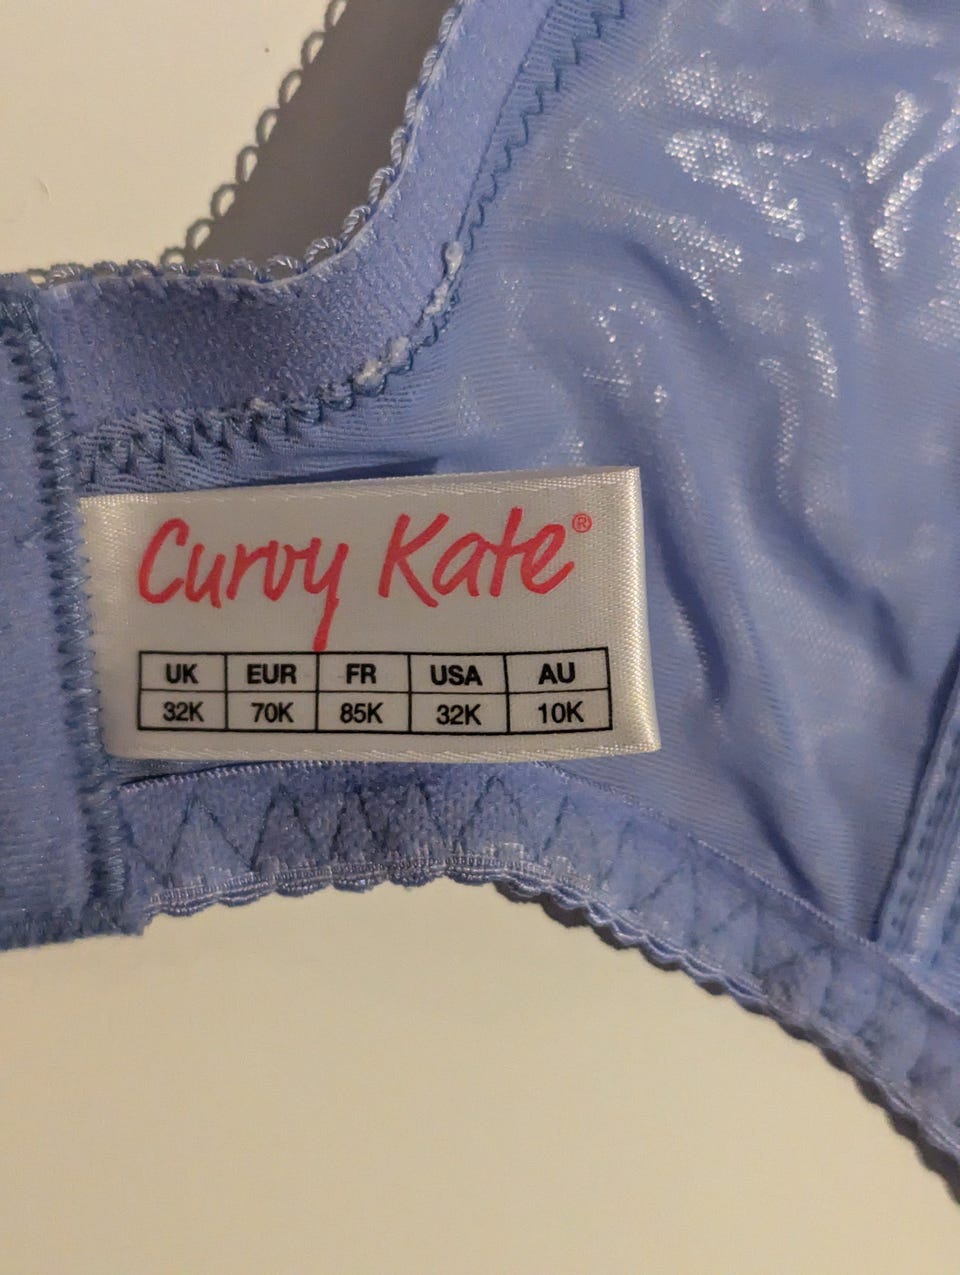 Curvy Kate®
UK EUR FR USA AU
32K 70K 85K 32K 10K